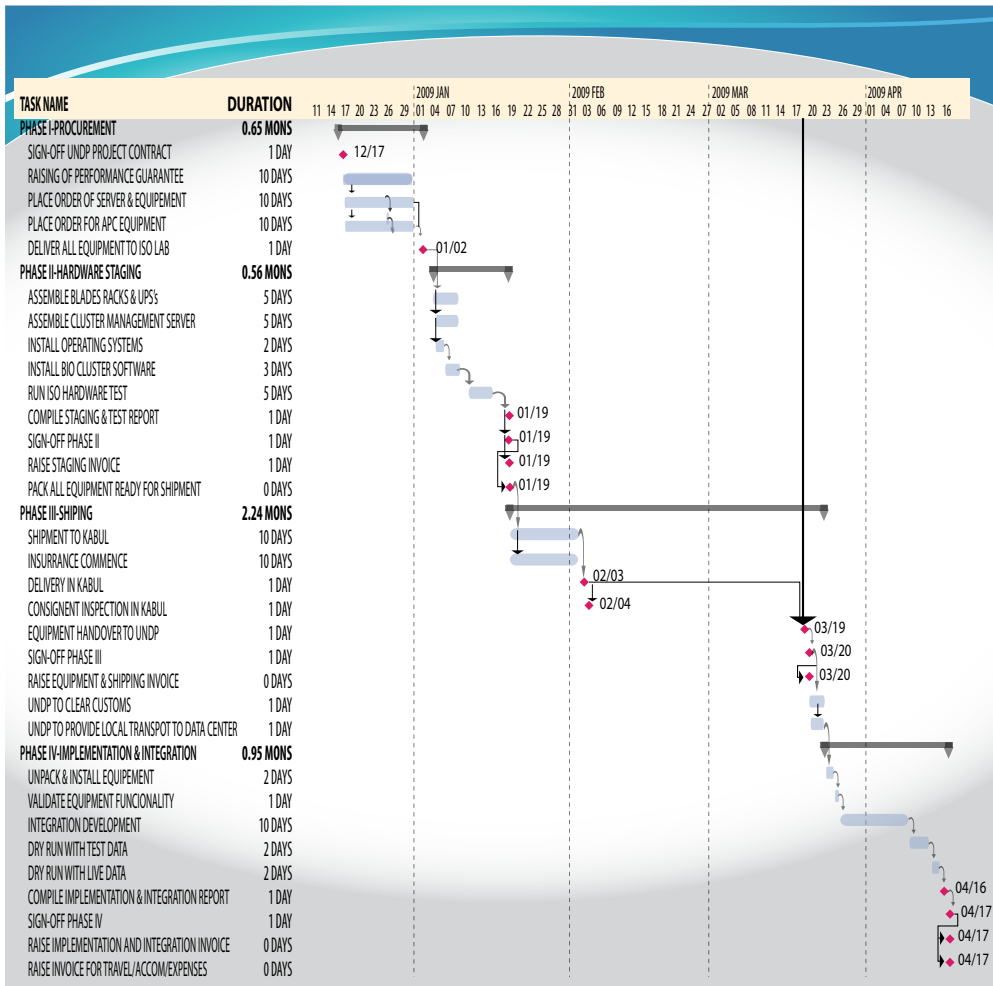 2009 JAN 2009 FEB 2009 MAR 2009 APR
TASK NAME DURATION 11 14 17 20 23 26 29 01 04 07 10 13 16 19 22 25 28 31 03 06 09 12 15 18 21 24 27 02 05 08 11 14 17 20 23 26 29 01 04 07 10 13 16
PHASE I-PROCUREMENT 0.65 MONS
SIGN-OFF UNDP PROJECT CONTRACT 1 DAY 12/17
RAISING OF PERFORMANCE GUARANTEE 10 DAYS
PLACE ORDER OF SERVER & EQUIPEMENT 10 DAYS
PLACE ORDER FOR APC EQUIPMENT 10 DAYS
DELIVER ALL EQUIPMENT TO ISO LAB 1 DAY 01/02
PHASE II-HARDWARE STAGING 0.56 MONS
ASSEMBLE BLADES RACKS & UPS's 5 DAYS
ASSEMBLE CLUSTER MANAGEMENT SERVER 5 DAYS
INSTALL OPERATING SYSTEMS 2 DAYS
INSTALL BIO CLUSTER SOFTWARE 3 DAYS
RUN ISO HARDWARE TEST 5 DAYS
COMPILE STAGING & TEST REPORT 1 DAY 01/19
SIGN-OFF PHASE II 1 DAY 01/19
RAISE STAGING INVOICE 1 DAY 01/19
PACK ALL EQUIPMENT READY FOR SHIPMENT 0 DAYS 01/19
PHASE III-SHIPING 2.24 MONS
SHIPMENT TO KABUL 10 DAYS
INSURRANCE COMMENCE 10 DAYS
DELIVERY IN KABUL 1 DAY 02/03
CONSIGNENT INSPECTION IN KABUL 1 DAY 02/04
EQUIPMENT HANDOVER TO UNDP 1 DAY 03/19
SIGN-OFF PHASE III 1 DAY 03/20
RAISE EQUIPMENT & SHIPPING INVOICE 0 DAYS 03/20
UNDP TO CLEAR CUSTOMS 1 DAY
UNDP TO PROVIDE LOCAL TRANSPOT TO DATA CENTER 1 DAY
PHASE IV-IMPLEMENTATION & INTEGRATION 0.95 MONS
UNPACK & INSTALL EQUIPEMENT 2 DAYS
VALIDATE EQUIPMENT FUNCIONALITY 1 DAY
INTEGRATION DEVELOPMENT 10 DAYS
DRY RUN WITH TEST DATA 2 DAYS
DRY RUN WITH LIVE DATA 2 DAYS
COMPILE IMPLEMENTATION & INTEGRATION REPORT 1 DAY 04/16
SIGN-OFF PHASE IV 1 DAY 04/17
RAISE IMPLEMENTATION AND INTEGRATION INVOICE 0 DAYS 04/17
RAISE INVOICE FOR TRAVEL/ACCOM/EXPENSES 0 DAYS 04/17